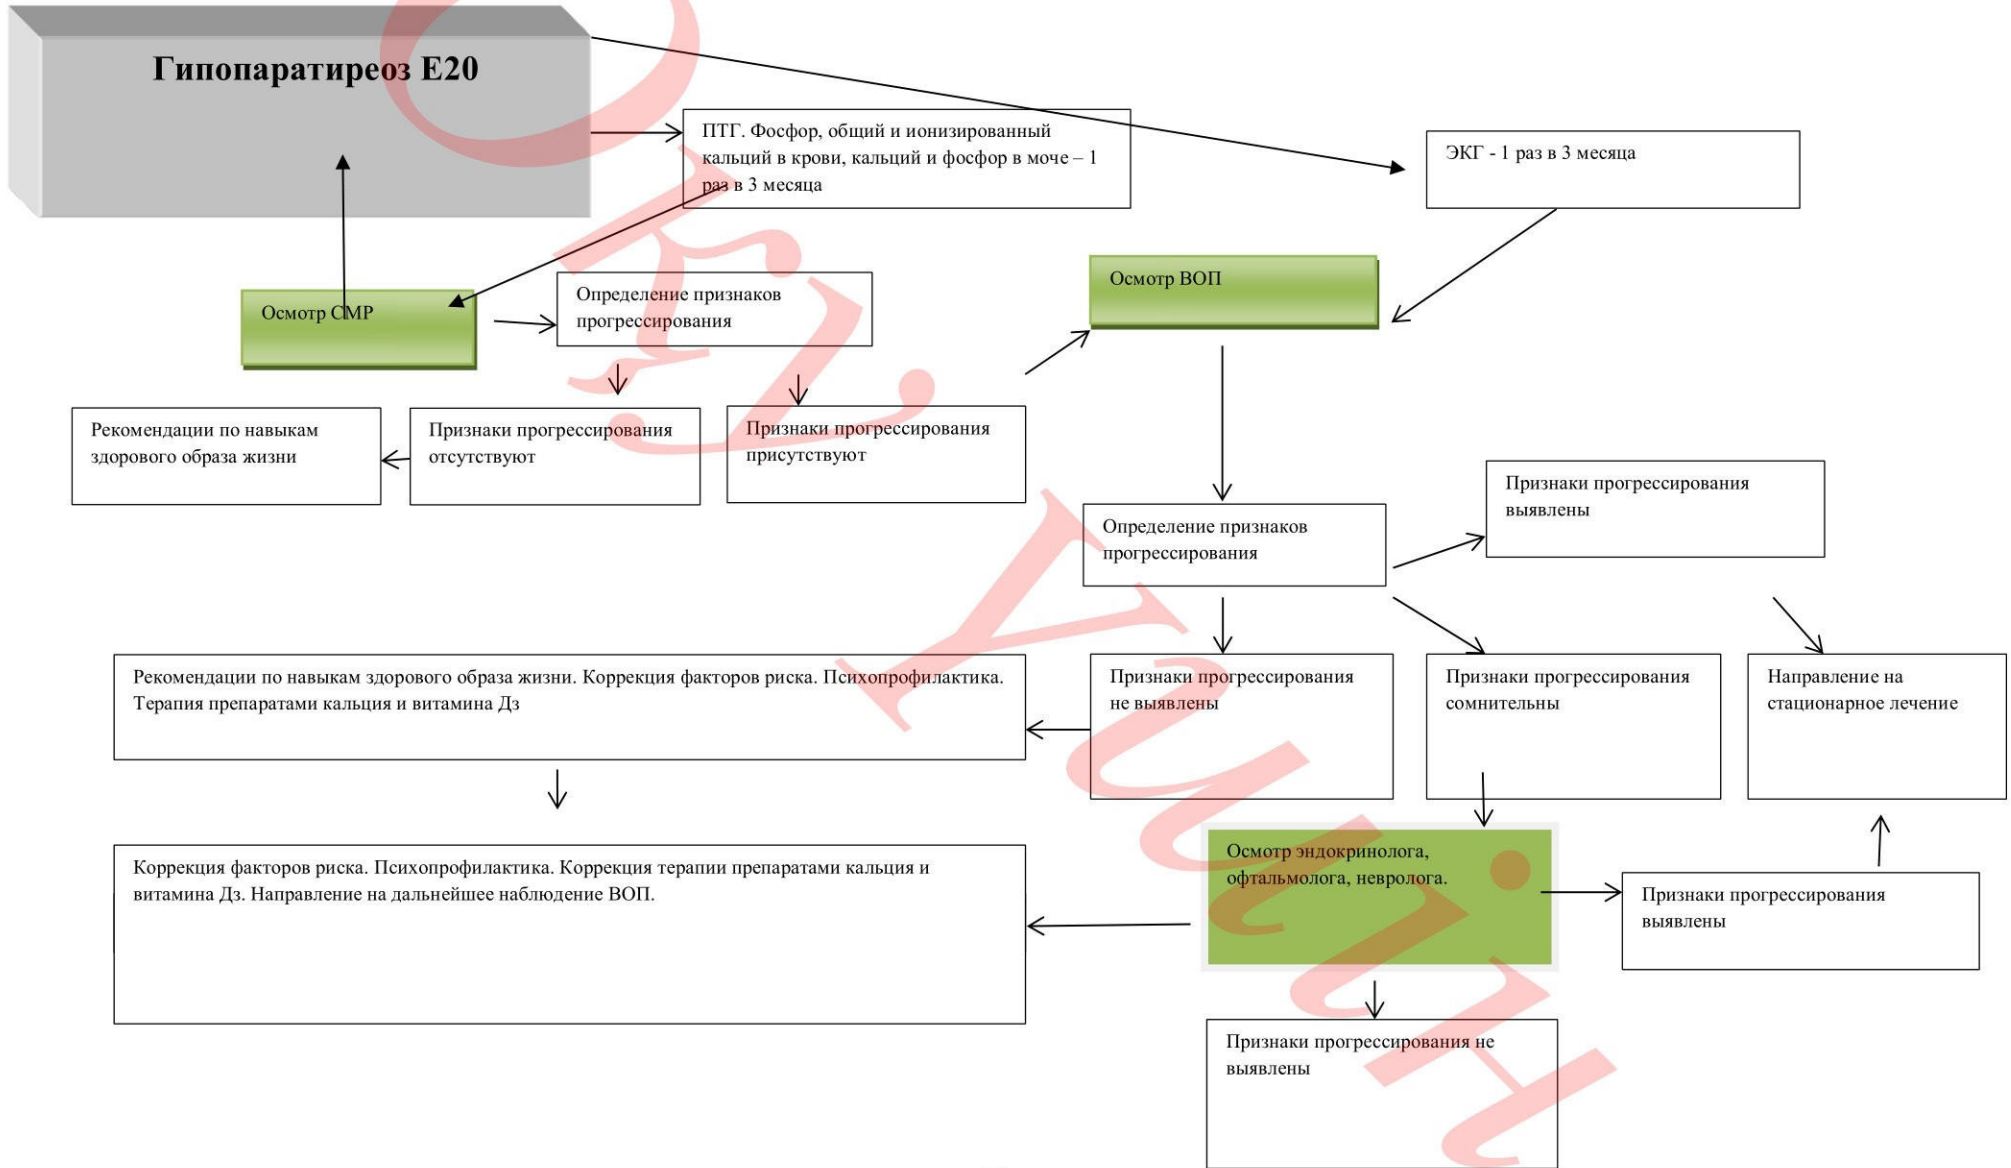 Гипопаратиреоз Е20
ПТГ. Фосфор, общий и ионизированный
кальций в крови, кальций и фосфор в моче – 1
раз в 3 месяца
ЭКГ - 1 раз в 3 месяца
Осмотр СМР
Определение признаков
прогрессирования
Осмотр ВОП
Рекомендации по навыкам
здорового образа жизни
Признаки прогрессирования
отсутствуют
Признаки прогрессирования
присутствуют
Определение признаков
прогрессирования
Признаки прогрессирования
выявлены
Рекомендации по навыкам здорового образа жизни. Коррекция факторов риска. Психопрофилактика.
Терапия препаратами кальция и витамина Дз
Признаки прогрессирования
не выявлены
Признаки прогрессирования
сомнительны
Направление на
стационарное лечение
Коррекция факторов риска. Психопрофилактика. Коррекция терапии препаратами кальция и
витамина Дз. Направление на дальнейшее наблюдение ВОП.
Осмотр эндокринолога,
офтальмолога, невролога.
Признаки прогрессирования
выявлены
Признаки прогрессирования не
выявлены
Оқу үшін